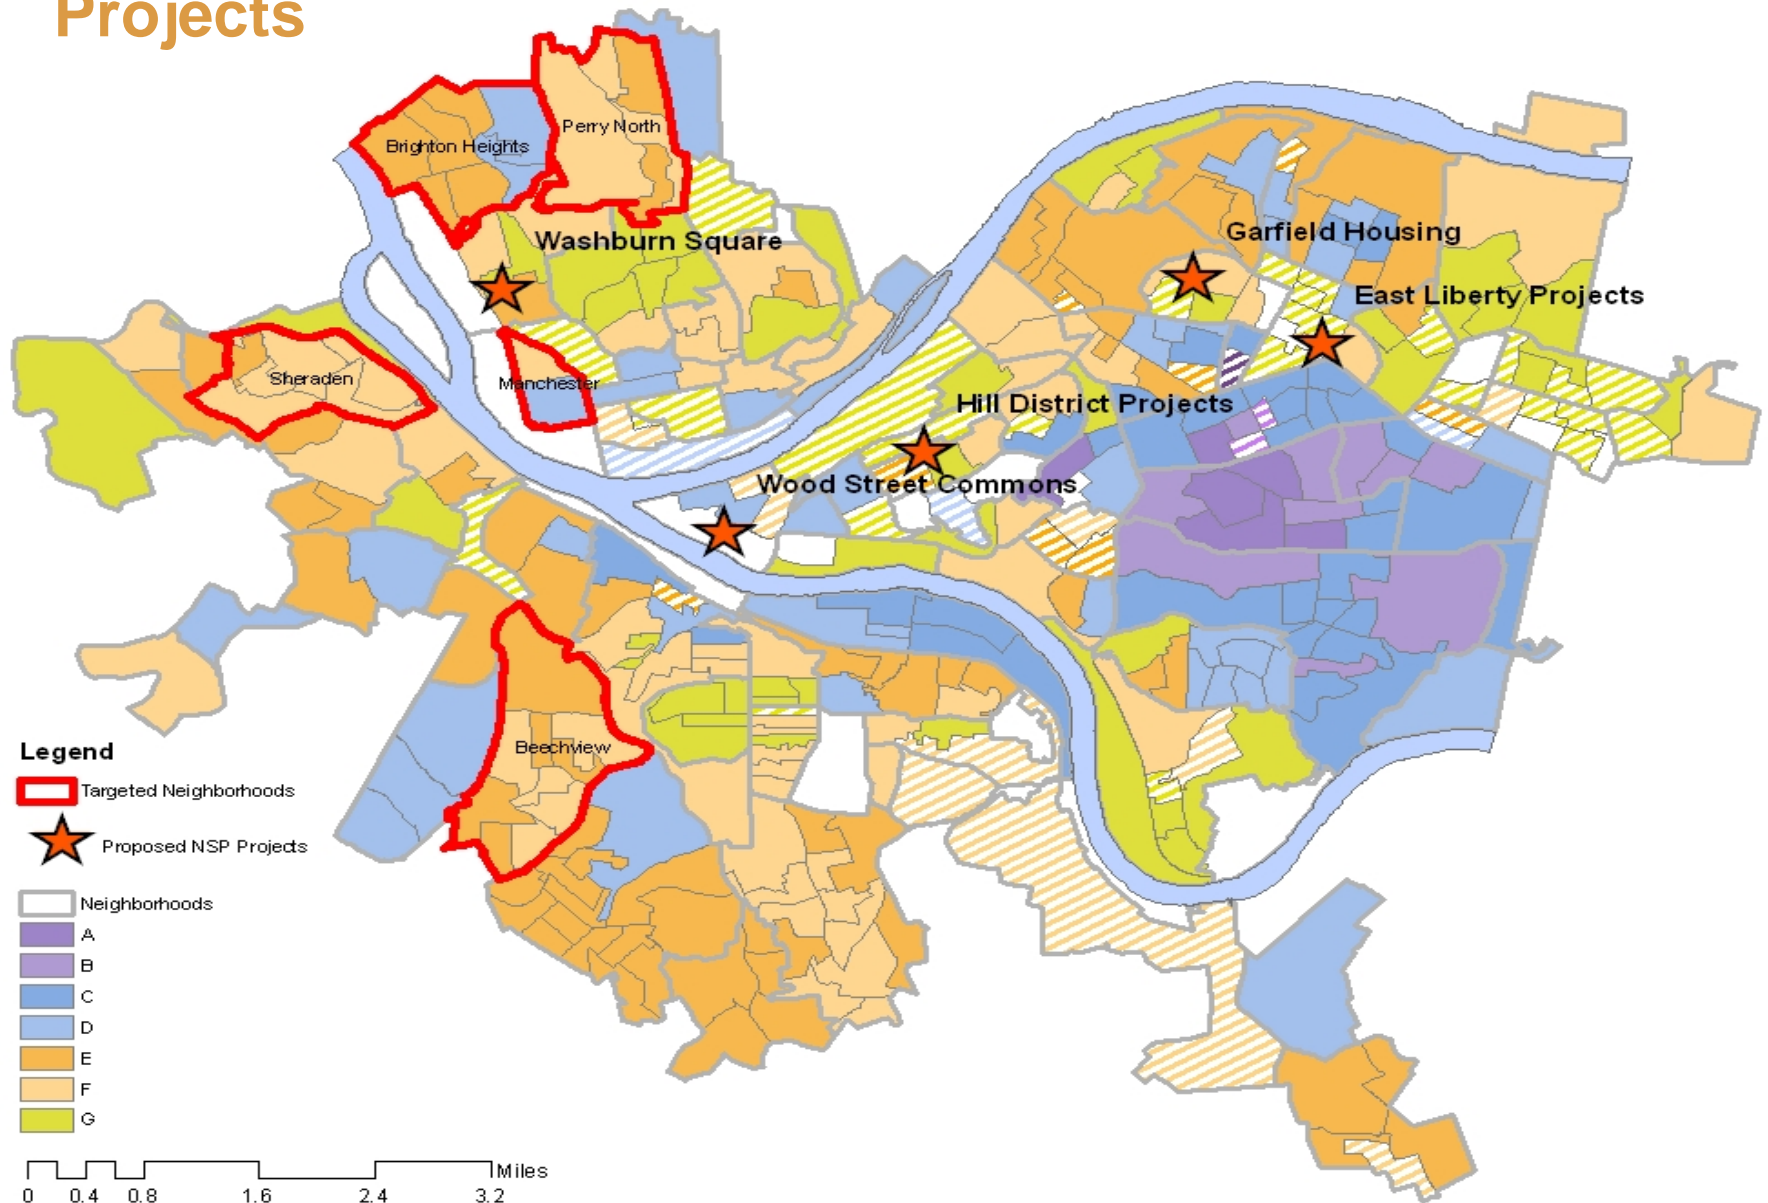 Projects
Perry North
Brighton Heights
Washburn Square
Garfield Housing
East Liberty Projects
Sheraden
Manchester
Hill District Projects
Wood Street Commons
Beechview
Legend
Targeted Neighborhoods
Proposed NSP Projects
Neighborhoods
A
B
C
D
E
F
G
Miles
0 0.4 0.8 1.6 2.4 3.2